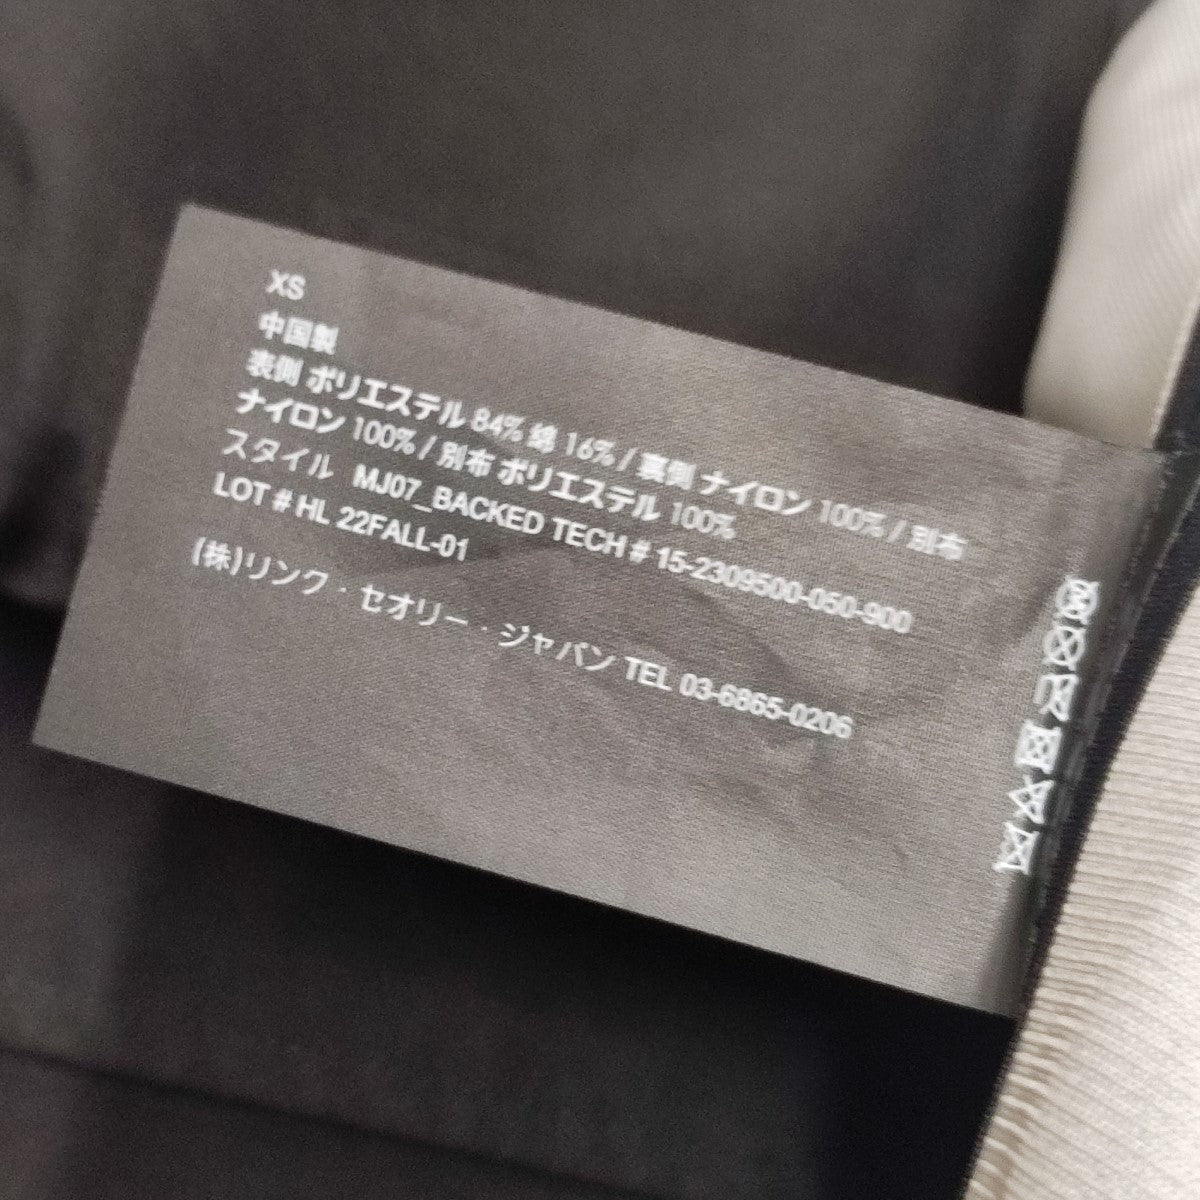 XS
中国製
表側 ポリエステル 84% 綿 16% / 裏側 ナイロン 100% / 別布
ナイロン 100% / 別布 ポリエステル 100%
スタイル MJ07_BACKED TECH # 15-2309500-050-900
LOT # HL 22FALL-01
(株)リンク・セオリー・ジャパン TEL 03-6865-0206